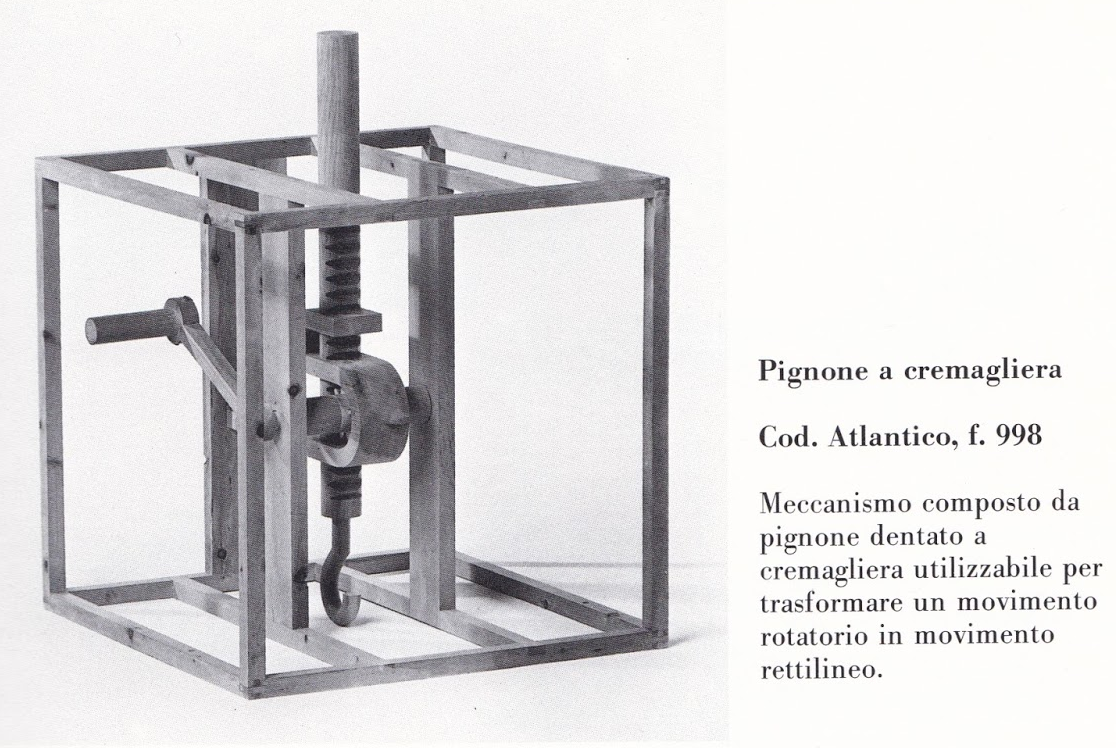 Pignone a cremagliera
Cod. Atlantico, f. 998
Meccanismo composto da
pignone dentato a
cremagliera utilizzabile per
trasformare un movimento
rotatorio in movimento
rettilineo.